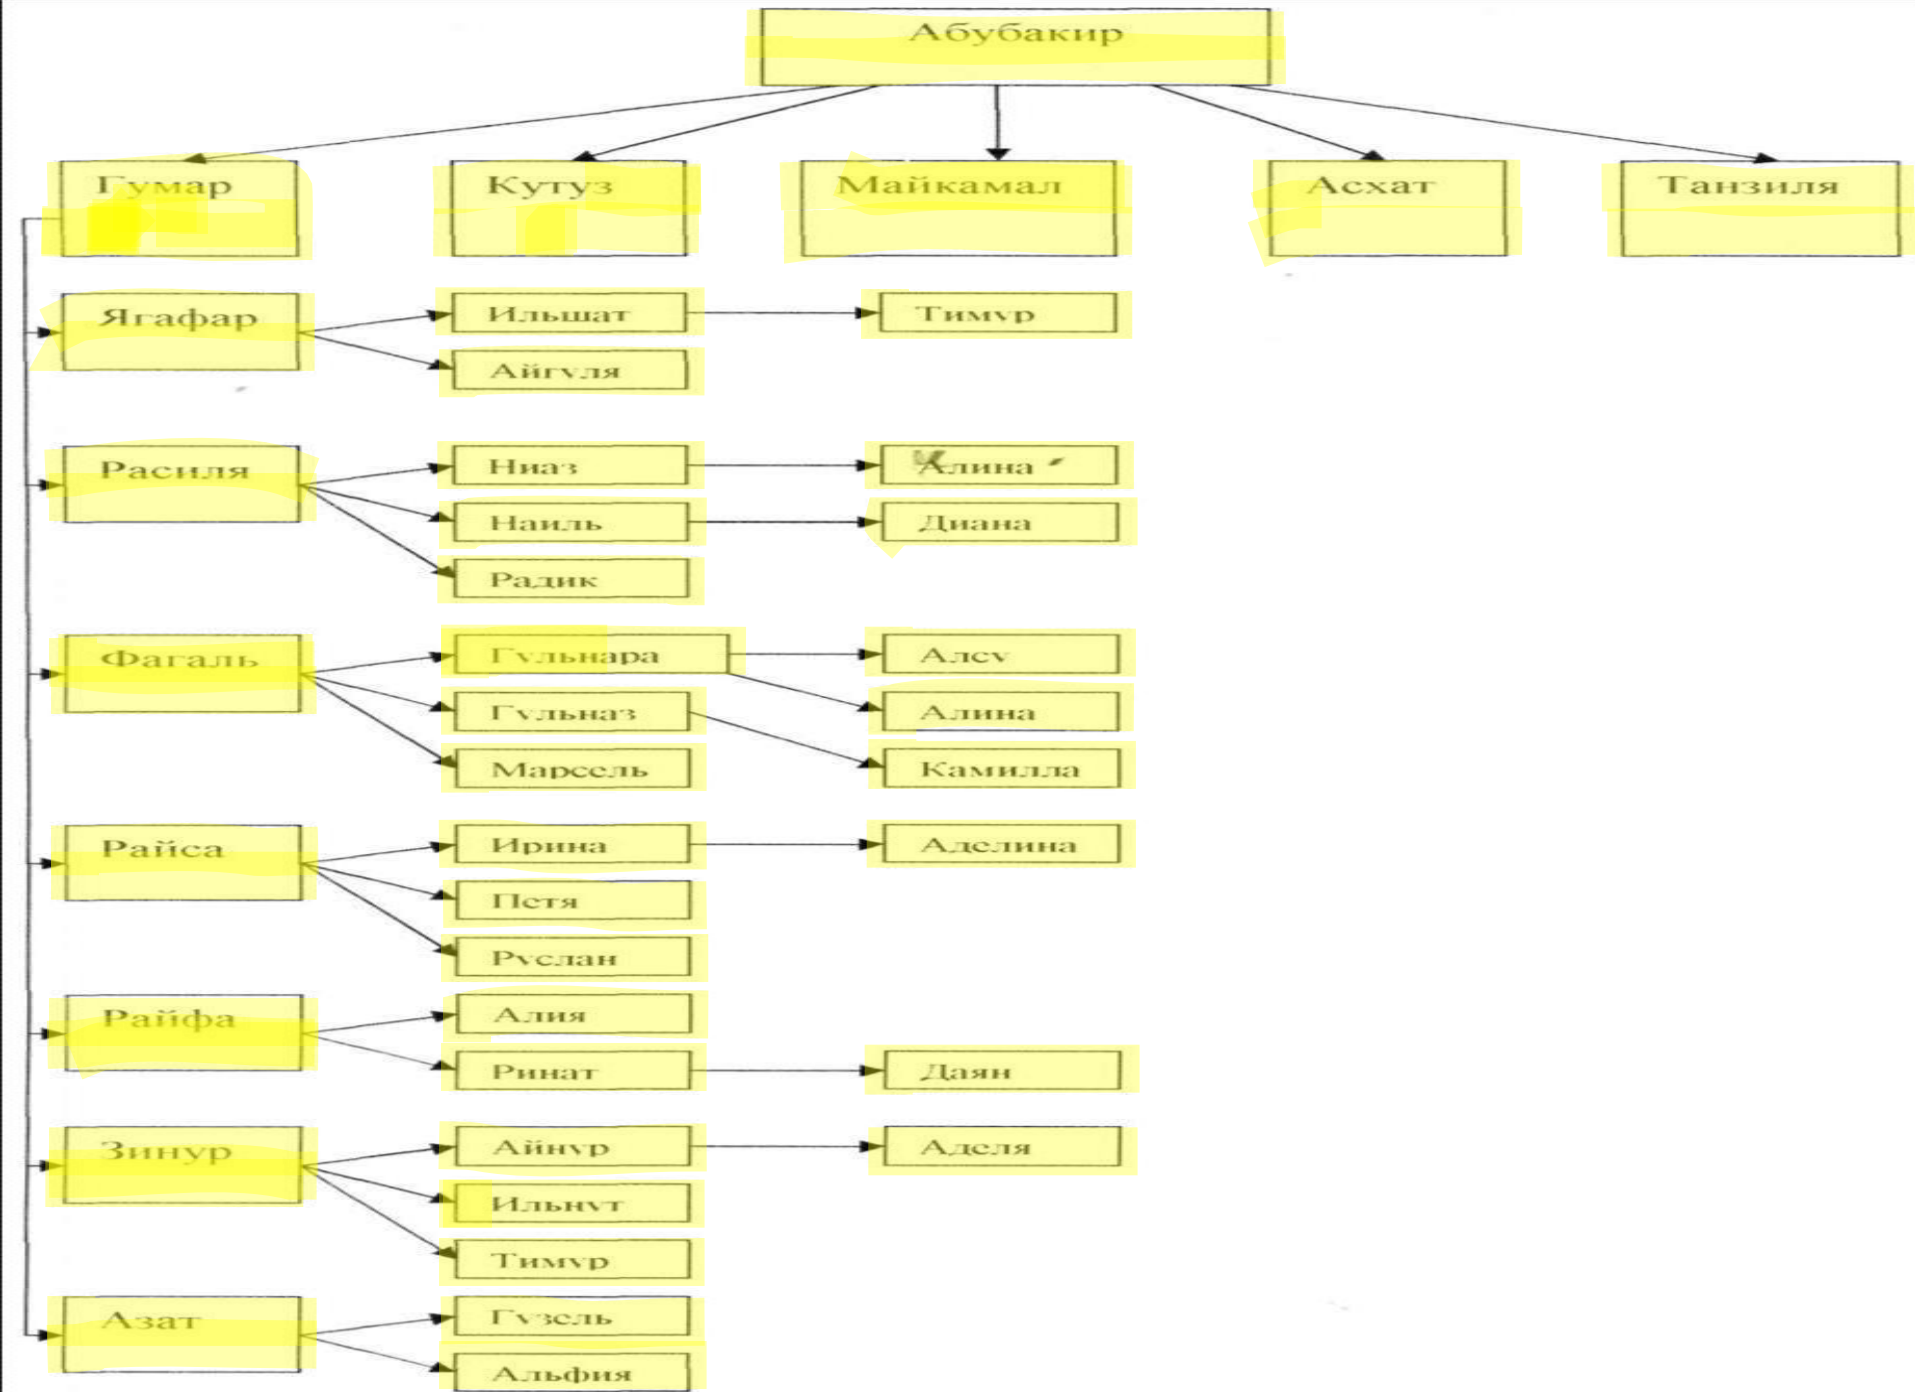 Абубакир
Гумар Кутуз Майкамал Асхат Танзиля
Ягафар Ильшат Тимур
Айгуля
Расиля Нияз Алина
Наиль Диана
Радик
Фагаль Гульнара Алсу
Гульназ Алина
Марсель Камилла
Райса Ирина Аделина
Петя
Руслан
Райфа Алия
Ринат Даян
Зинур Айнур Аделя
Ильнут
Тимур
Азат Гузель
Альфия